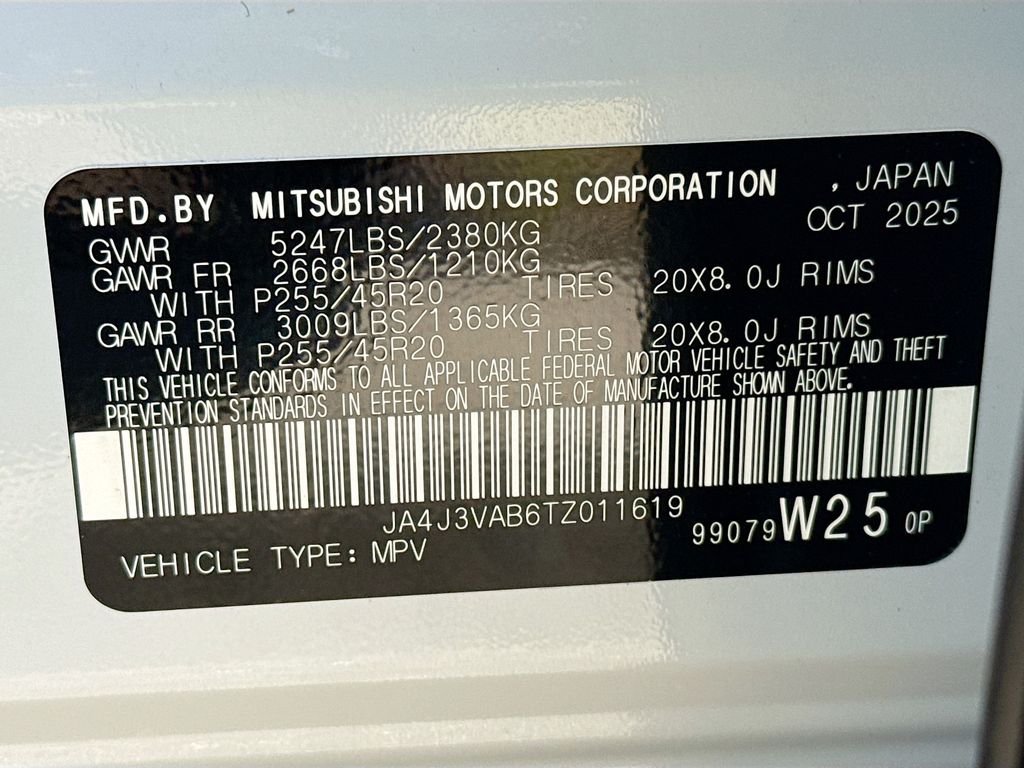 MFD.BY MITSUBISHI MOTORS CORPORATION , JAPAN
OCT 2025
GVWR 5247LBS/2380KG
GAWR FR 2668LBS/1210KG
WITH P255/45R20 TIRES 20X8.0J RIMS
GAWR RR 3009LBS/1365KG
WITH P255/45R20 TIRES 20X8.0J RIMS
THIS VEHICLE CONFORMS TO ALL APPLICABLE FEDERAL MOTOR VEHICLE SAFETY AND THEFT
PREVENTION STANDARDS IN EFFECT ON THE DATE OF MANUFACTURE SHOWN ABOVE.
JA4J3VAB6TZ011619
99079 W25 0P
VEHICLE TYPE: MPV